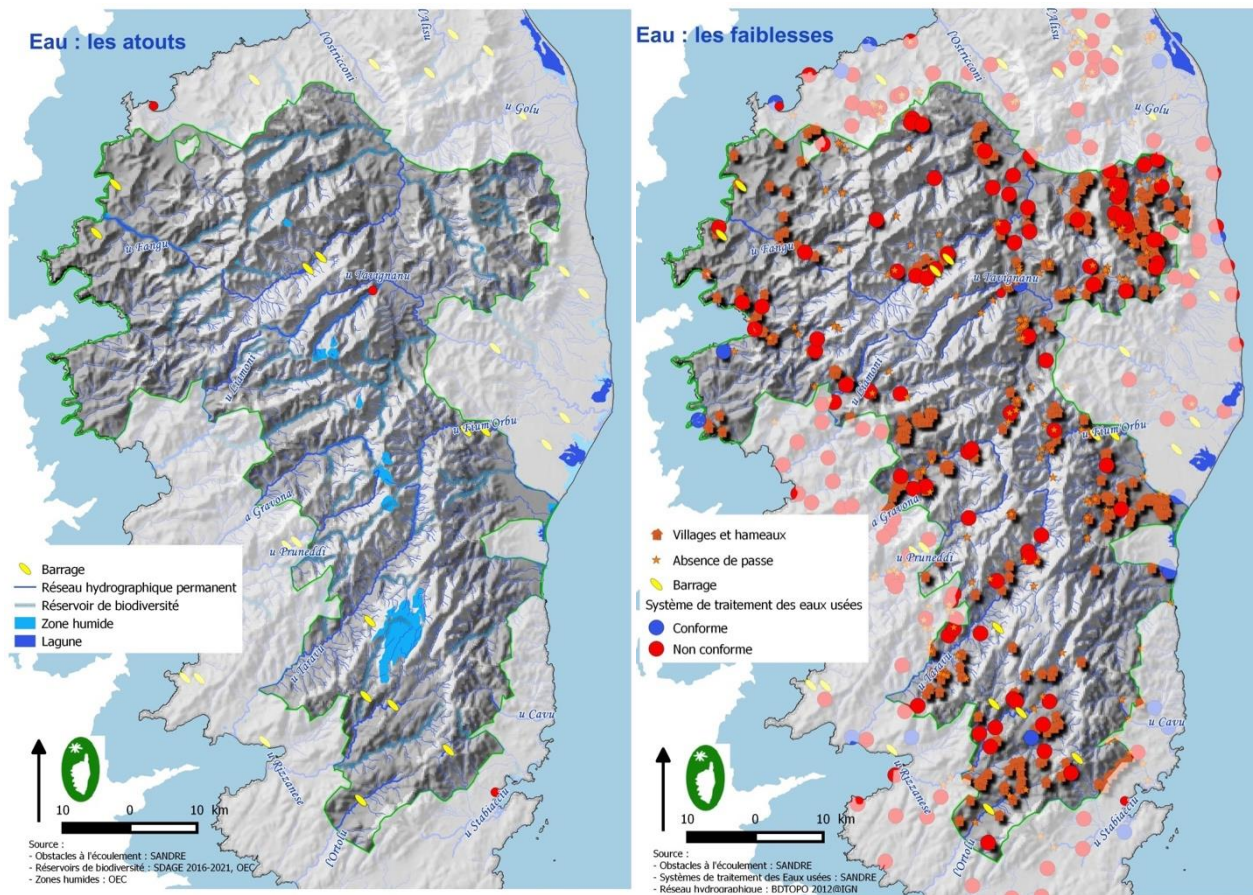 Eau : les atouts
l'Ostricconi
l'Alisu
u Golu
u Fangu
u Tavignanu
u Liamoni
u Fium'Orbu
a Gravona
u Pruneddi
u Taravu
u Cavu
u Rizzanese
u Stabiacciu
l'Ortolu
Barrage
Réseau hydrographique permanent
Réservoir de biodiversité
Zone humide
Lagune
10 0 10 km
Source :
- Obstacles à l'écoulement : SANDRE
- Réservoirs de biodiversité : SDAGE 2016-2021, OEC
- Zones humides : OEC
Eau : les faiblesses
l'Ostricconi
l'Alisu
u Golu
u Fangu
u Tavignanu
u Liamoni
u Fium'Orbu
a Gravona
u Pruneddi
u Taravu
u Cavu
u Rizzanese
u Stabiacciu
l'Ortolu
Villages et hameaux
Absence de passe
Barrage
Système de traitement des eaux usées
Conforme
Non conforme
10 0 10 km
Source :
- Obstacles à l'écoulement : SANDRE
- Systèmes de traitement des Eaux usées : SANDRE
- Réseau hydrographique : BDTOPO 2012@IGN